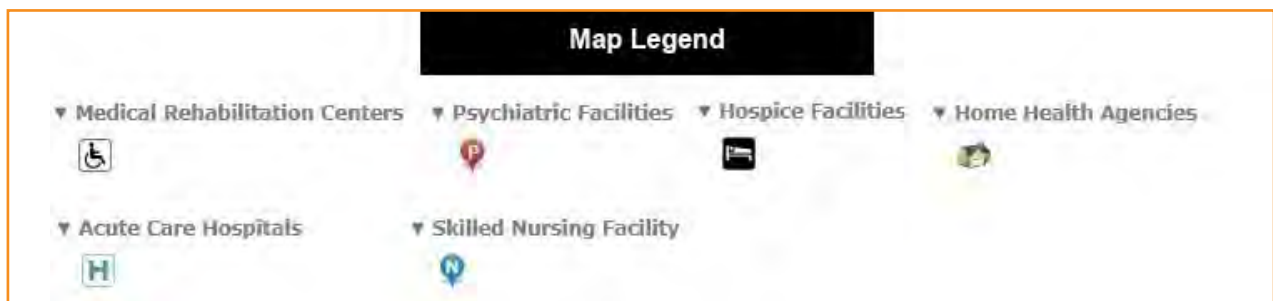 Map Legend
▼ Medical Rehabilitation Centers ▼ Psychiatric Facilities ▼ Hospice Facilities ▼ Home Health Agencies
P
▼ Acute Care Hospitals ▼ Skilled Nursing Facility
H N